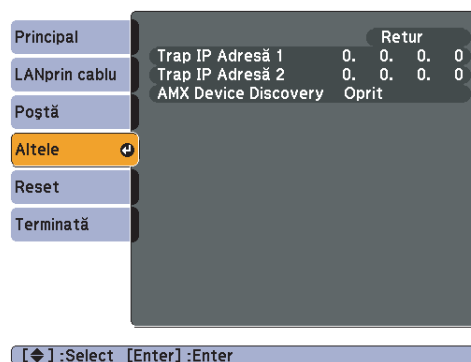 Principal
LANprin cablu
Poştă
Altele
Reset
Terminată
Retur
Trap IP Adresă 1 0. 0. 0. 0
Trap IP Adresă 2 0. 0. 0. 0
AMX Device Discovery Oprit
[◆] :Select [Enter] :Enter